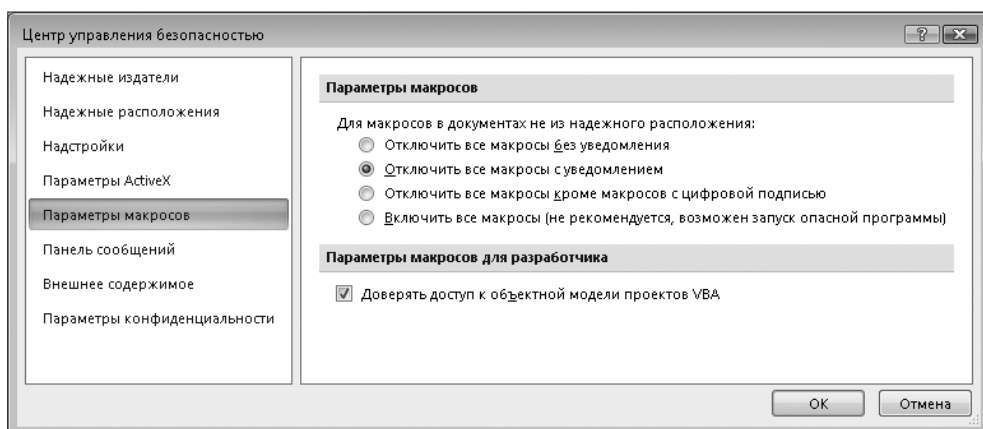 Центр управления безопасностью
Надежные издатели
Надежные расположения
Надстройки
Параметры ActiveX
Параметры макросов
Панель сообщений
Внешнее содержимое
Параметры конфиденциальности
Параметры макросов
Для макросов в документах не из надежного расположения:
Отключить все макросы без уведомления
Отключить все макросы с уведомлением
Отключить все макросы кроме макросов с цифровой подписью
Включить все макросы (не рекомендуется, возможен запуск опасной программы)
Параметры макросов для разработчика
Доверять доступ к объектной модели проектов VBA
ОК
Отмена